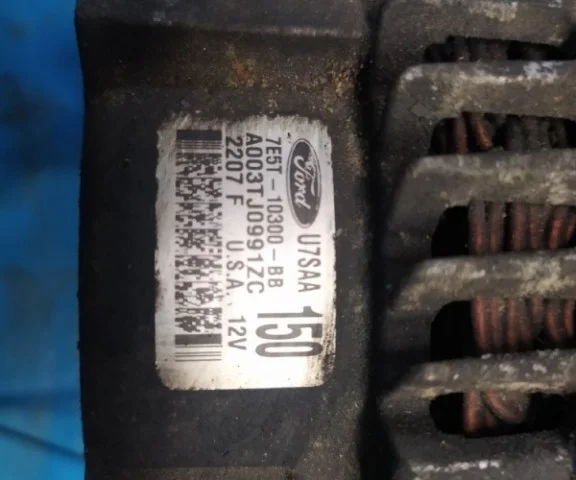 Ford U7SAA
7E5T-10300-BB 150
A003TJ0991ZC
2207 F U.S.A. 12V